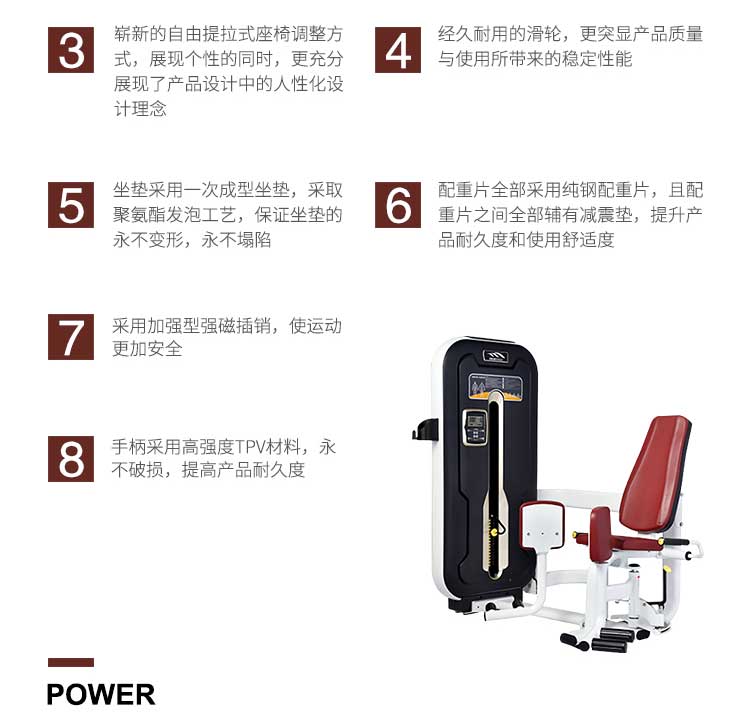 3
崭新的自由提拉式座椅调整方
式，展现个性的同时，更充分
展现了产品设计中的人性化设
计理念
4
经久耐用的滑轮，更突显产品质量
与使用所带来的稳定性能
5
坐垫采用一次成型坐垫，采取
聚氨酯发泡工艺，保证坐垫的
永不变形，永不塌陷
6
配重片全部采用纯钢配重片，且配
重片之间全部辅有减震垫，提升产
品耐久度和使用舒适度
7
采用加强型强磁插销，使运动
更加安全
8
手柄采用高强度TPV材料，永
不破损，提高产品耐久度
POWER